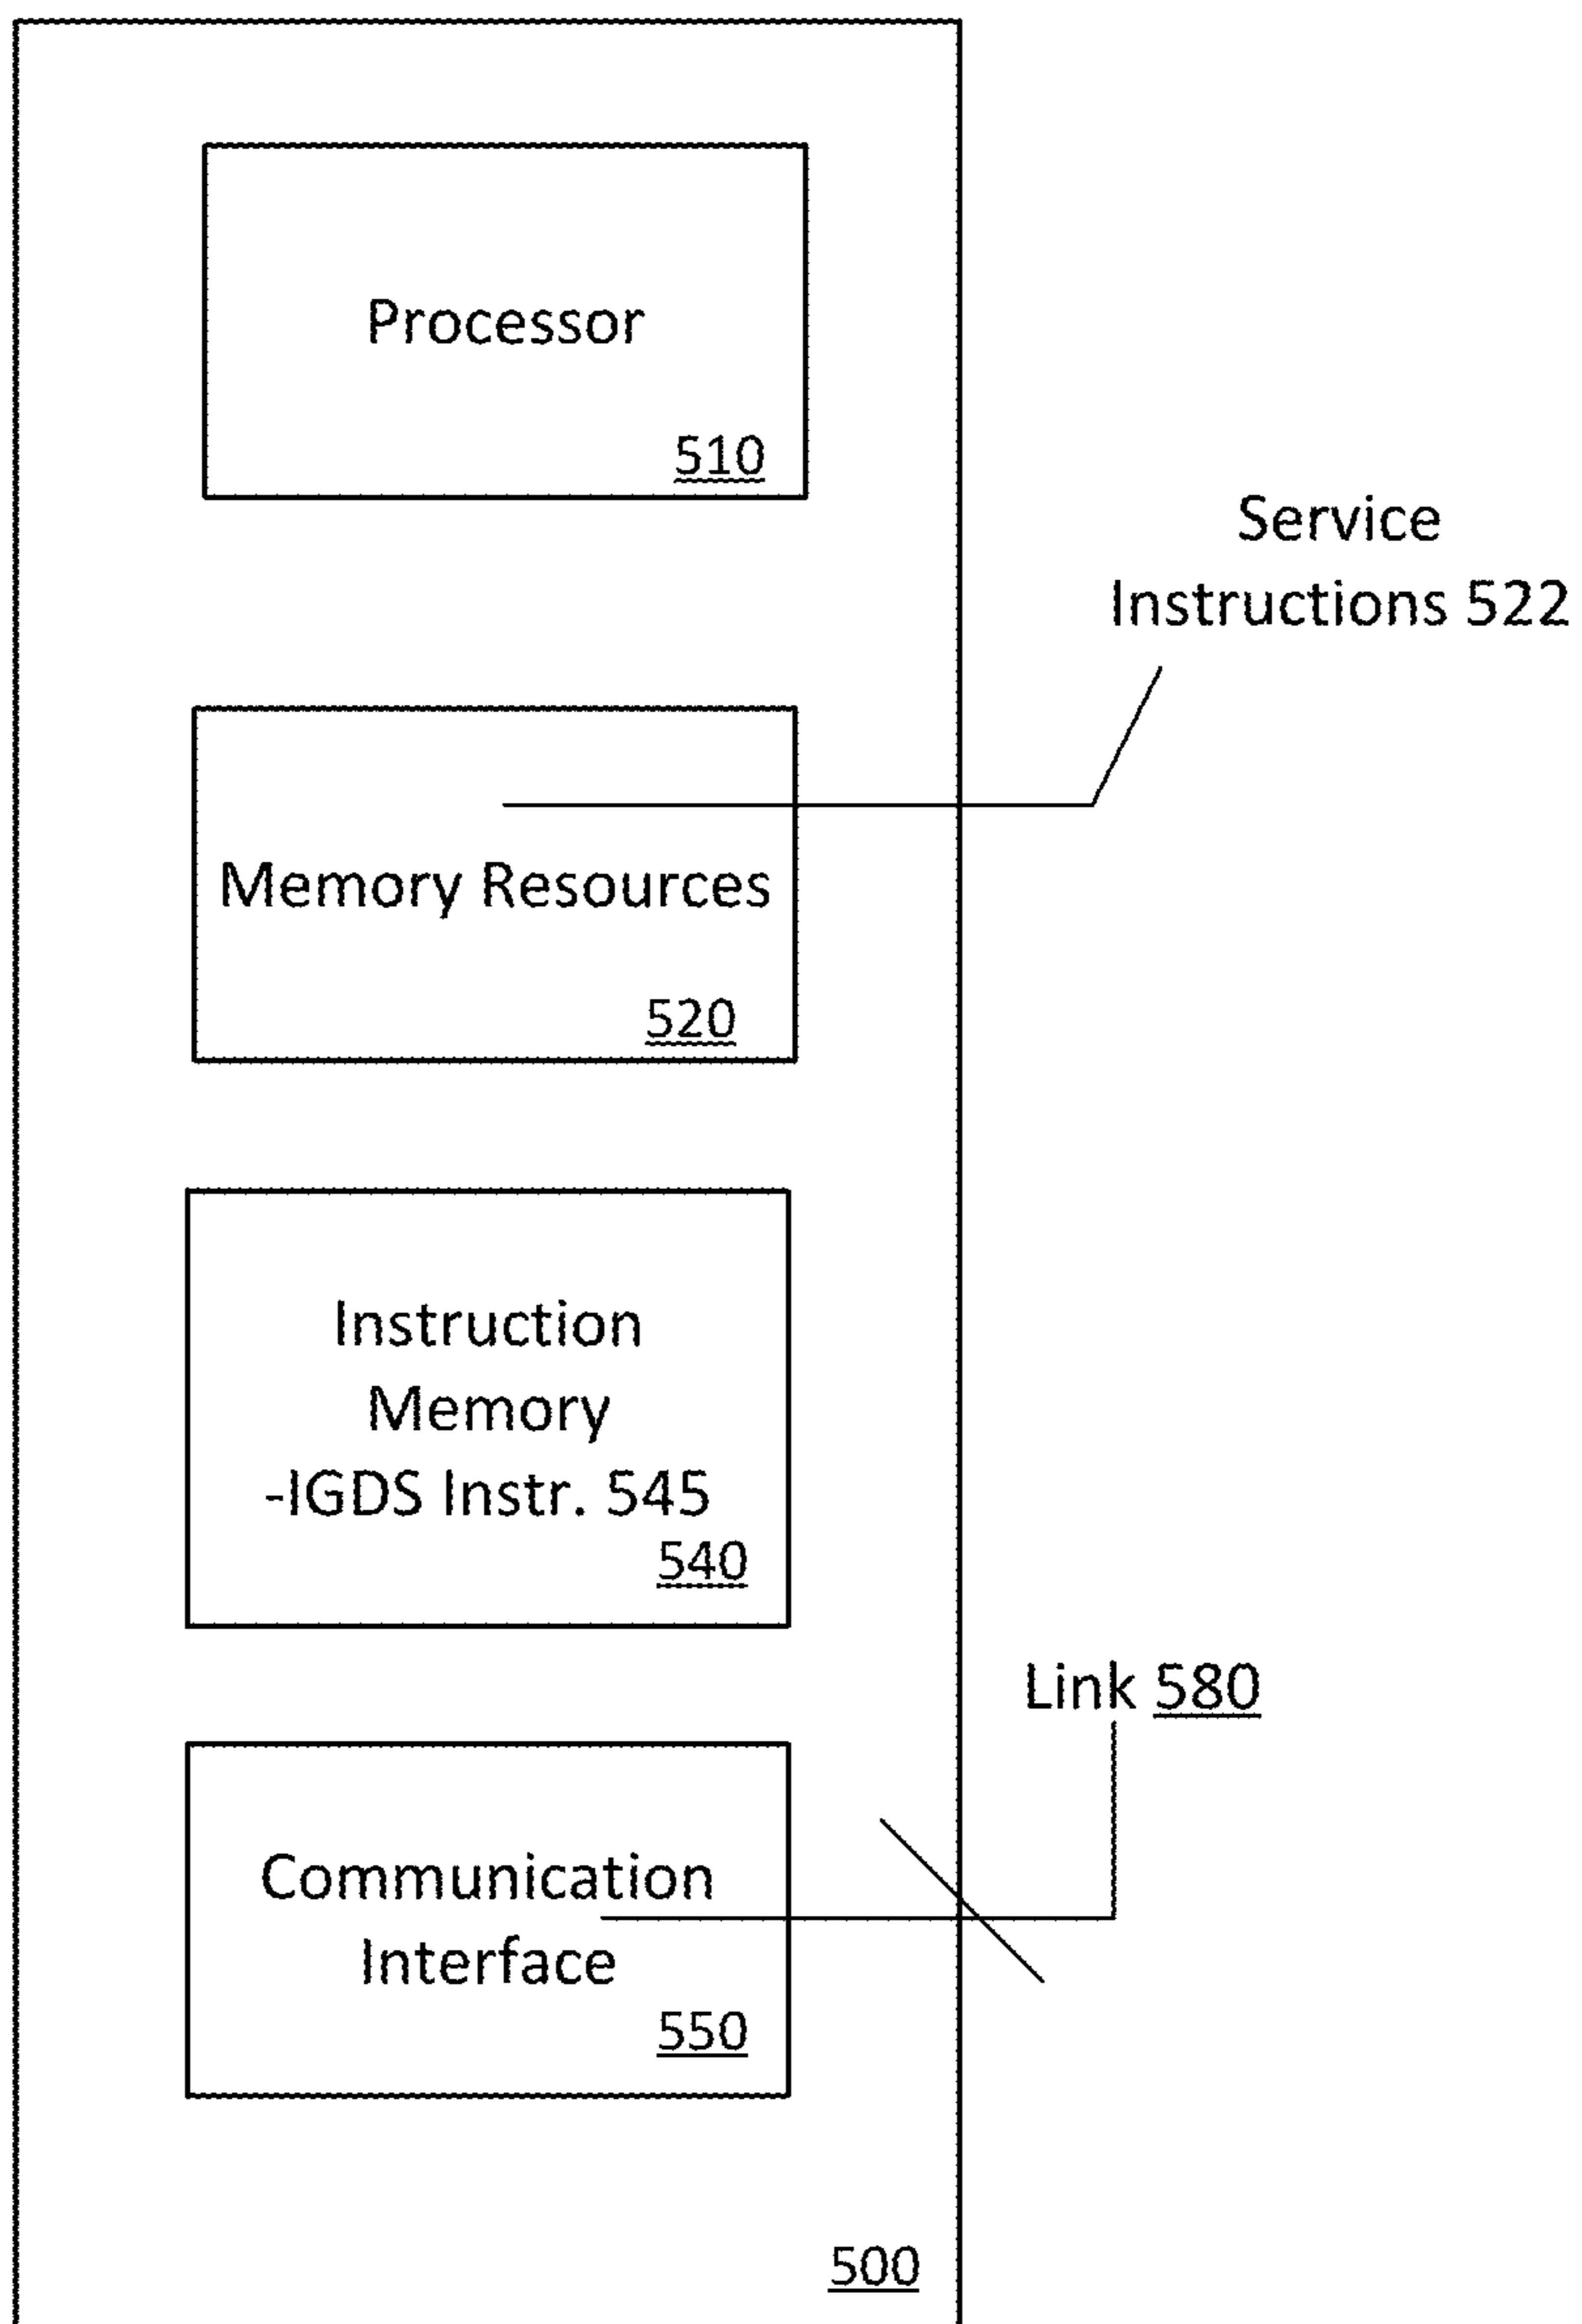 Processor
510
Service
Instructions 522
Memory Resources
520
Instruction
Memory
-IGDS Instr. 545
540
Link 580
Communication
Interface
550
500